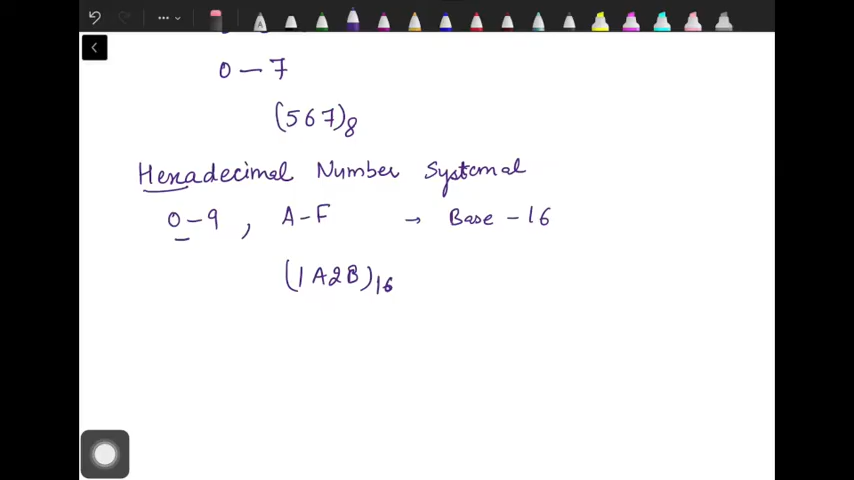 0 – 7
(567)8
Hexadecimal Number Systemal
0 – 9 , A – F → Base – 16
(1A2B)16